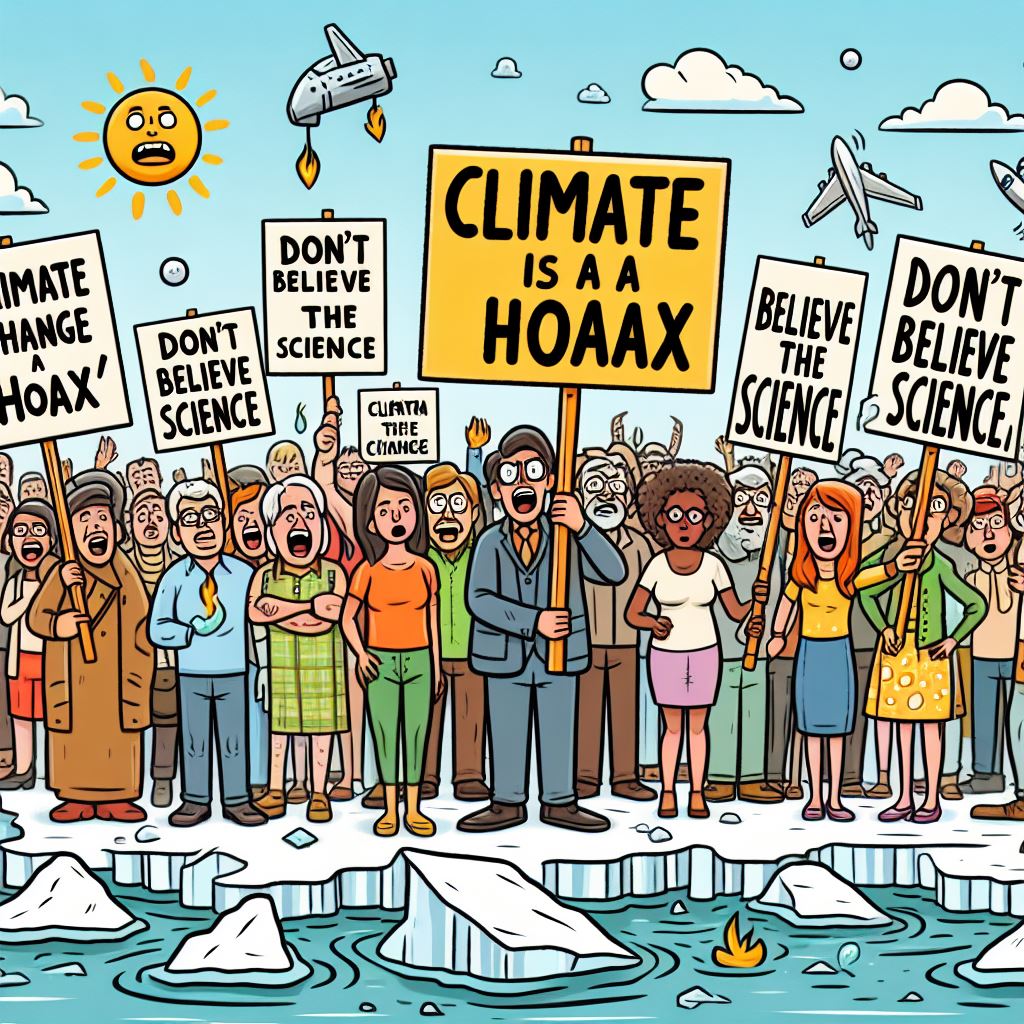 IMATE
HANGE
A
HOAX'
DON'T
BELIEVE
SCIENCE
DON'T
BELIEVE
THE
SCIENCE
CLIMATE
IS A A
HOAAX
THE
BELIEVE
THE
SCIENCE
DON'T
BELIEVE
SCIENCE,